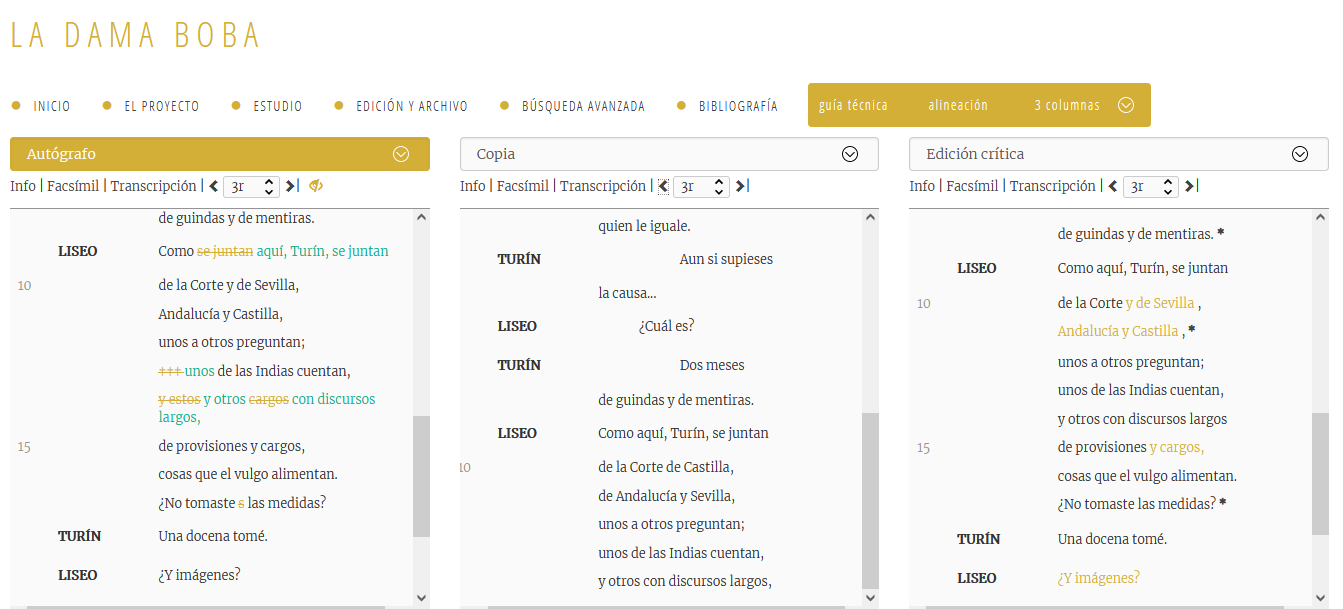 LA DAMA BOBA
INICIO EL PROYECTO ESTUDIO EDICIÓN Y ARCHIVO BÚSQUEDA AVANZADA BIBLIOGRAFÍA guía técnica alineación 3 columnas
Autógrafo
Info | Facsímil | Transcripción | 3r
de guindas y de mentiras.
LISEO Como se juntan aquí, Turín, se juntan
10 de la Corte y de Sevilla,
Andalucía y Castilla,
unos a otros preguntan;
+++ unos de las Indias cuentan,
y estos y otros cargos con discursos
largos,
15 de provisiones y cargos,
cosas que el vulgo alimentan.
¿No tomaste s las medidas?
TURÍN Una docena tomé.
LISEO ¿Y imágenes?
Copia
Info | Facsímil | Transcripción | 3r
quien le iguale.
TURÍN Aun si supieses
la causa...
LISEO ¿Cuál es?
TURÍN Dos meses
de guindas y de mentiras.
LISEO Como aquí, Turín, se juntan
10 de la Corte de Castilla,
de Andalucía y Sevilla,
unos a otros preguntan;
unos de las Indias cuentan,
y otros con discursos largos,
Edición crítica
Info | Facsímil | Transcripción | 3r
de guindas y de mentiras. *
LISEO Como aquí, Turín, se juntan
10 de la Corte y de Sevilla ,
Andalucía y Castilla , *
unos a otros preguntan;
unos de las Indias cuentan,
y otros con discursos largos
15 de provisiones y cargos,
cosas que el vulgo alimentan.
¿No tomaste las medidas? *
TURÍN Una docena tomé.
LISEO ¿Y imágenes?